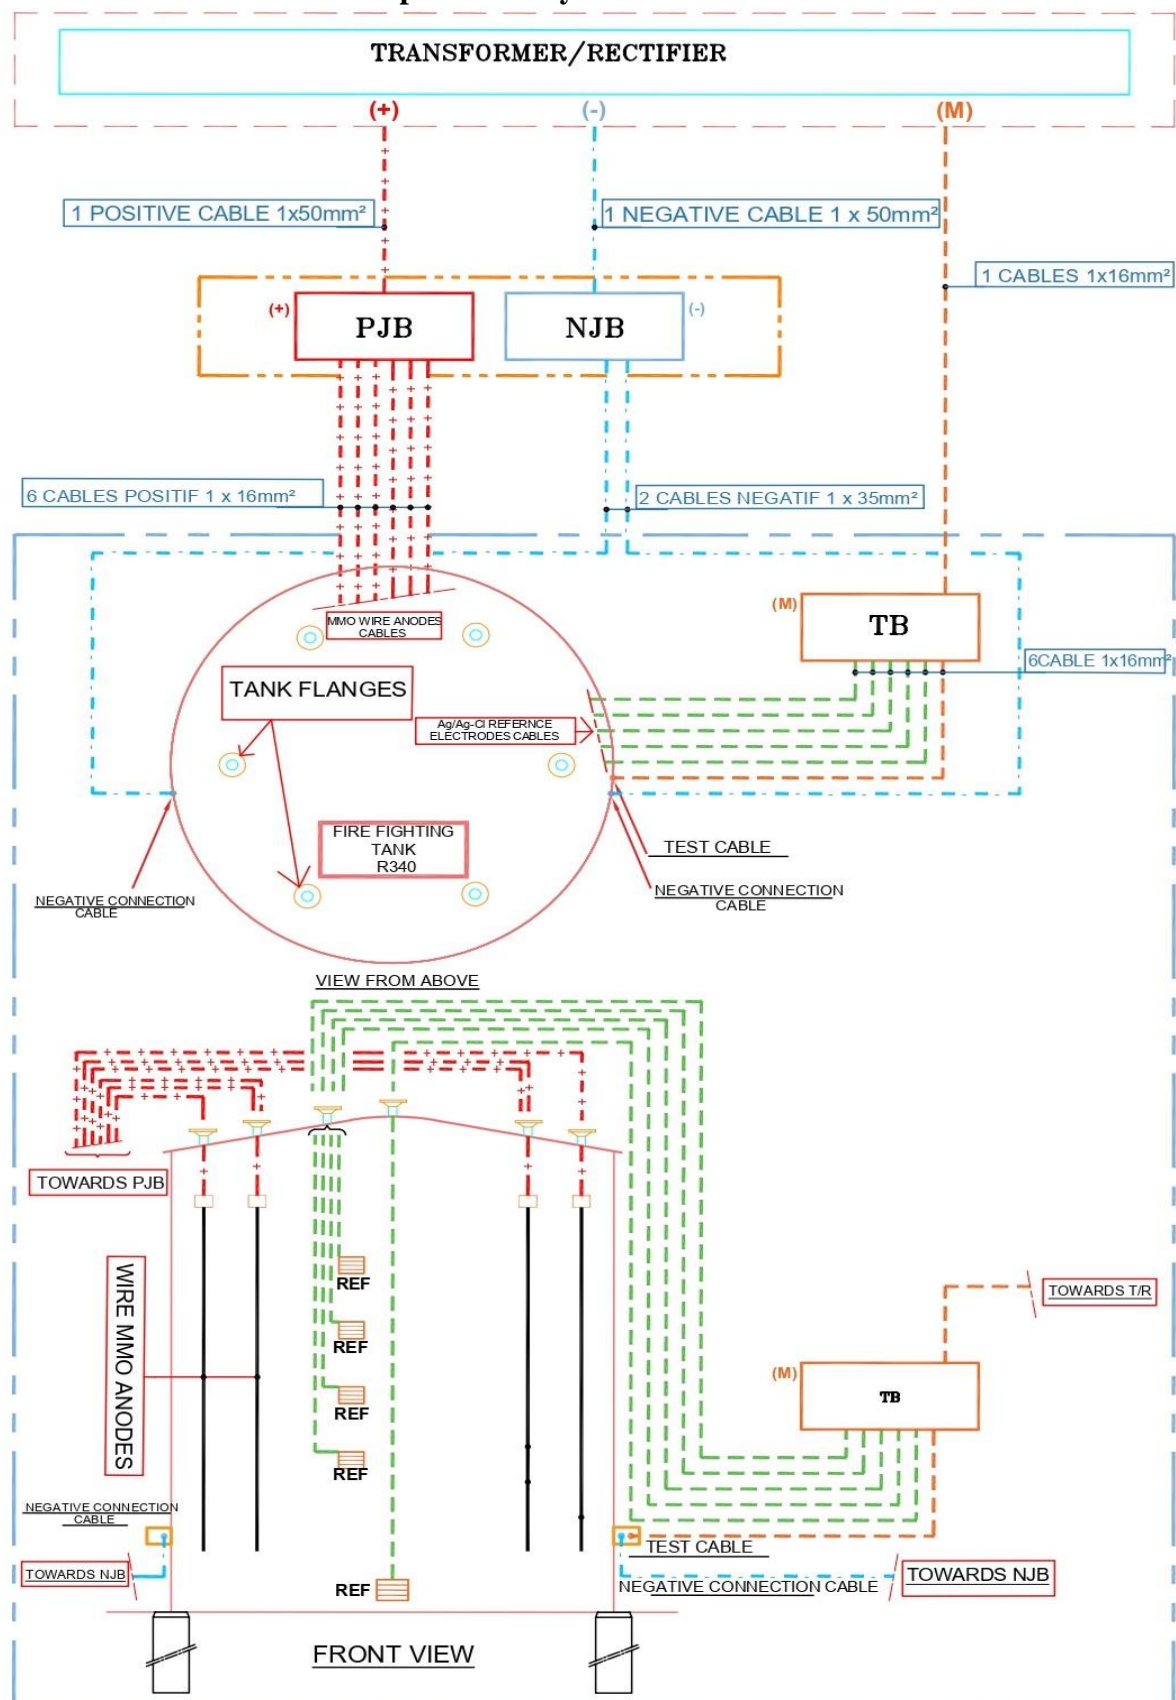 TRANSFORMER/RECTIFIER
(+)
(-)
(M)
1 POSITIVE CABLE 1x50mm²
1 NEGATIVE CABLE 1 x 50mm²
1 CABLES 1x16mm²
(+)
PJB
NJB
(-)
6 CABLES POSITIF 1 x 16mm²
2 CABLES NEGATIF 1 x 35mm²
(M)
TB
MMO WIRE ANODES
CABLES
6CABLE 1x16mm²
TANK FLANGES
Ag/Ag-Cl REFERNCE
ELECTRODES CABLES
FIRE FIGHTING
TANK
R340
TEST CABLE
NEGATIVE CONNECTION
CABLE
NEGATIVE CONNECTION
CABLE
VIEW FROM ABOVE
TOWARDS PJB
WIRE MMO ANODES
REF
REF
REF
REF
REF
TOWARDS T/R
(M)
TB
NEGATIVE CONNECTION
CABLE
TOWARDS NJB
TEST CABLE
NEGATIVE CONNECTION CABLE
TOWARDS NJB
FRONT VIEW